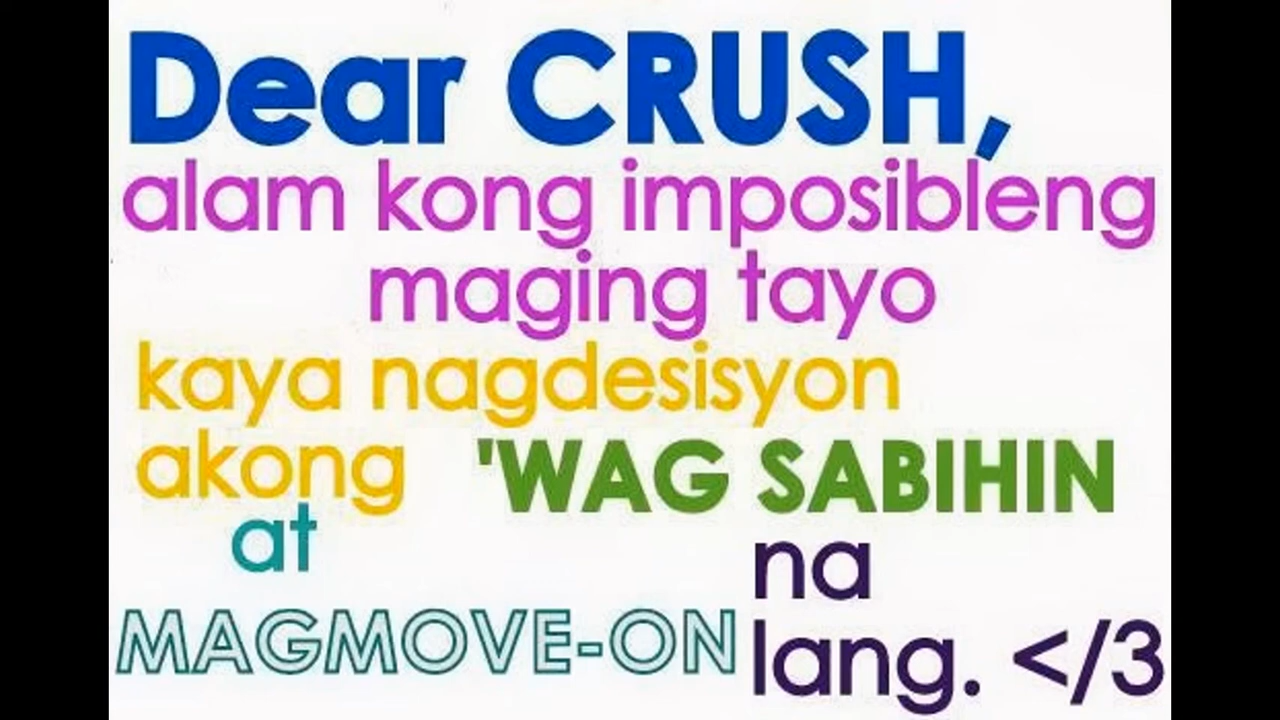 Dear CRUSH,
alam kong imposibleng
maging tayo
kaya nagdesisyon
akong 'WAG SABIHIN
at
MAGMOVE-ON na
lang. </3